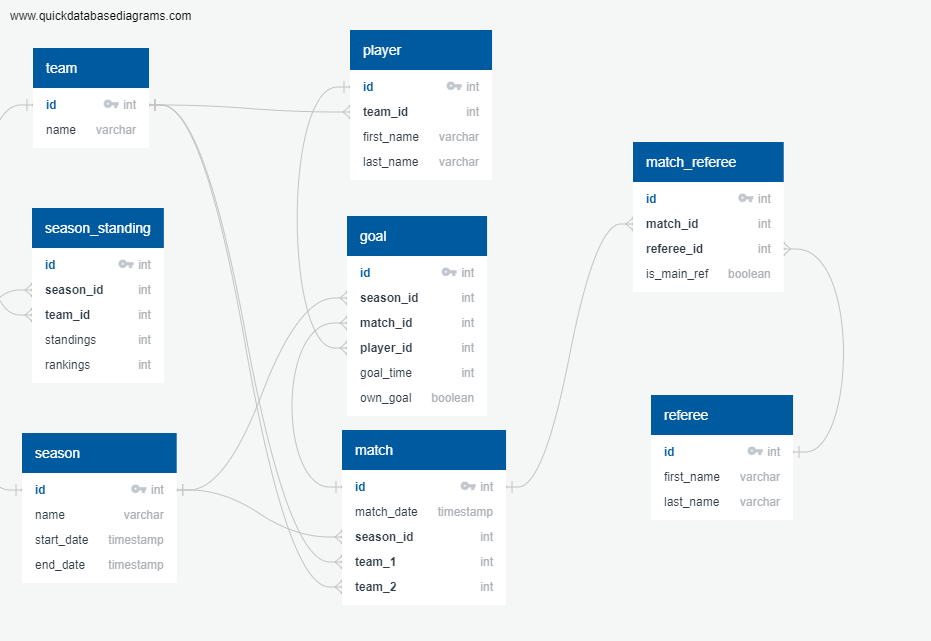 www.quickdatabasediagrams.com
team
id int
name varchar
season_standing
id int
season_id int
team_id int
standings int
rankings int
season
id int
name varchar
start_date timestamp
end_date timestamp
player
id int
team_id int
first_name varchar
last_name varchar
goal
id int
season_id int
match_id int
player_id int
goal_time int
own_goal boolean
match
id int
match_date timestamp
season_id int
team_1 int
team_2 int
match_referee
id int
match_id int
referee_id int
is_main_ref boolean
referee
id int
first_name varchar
last_name varchar